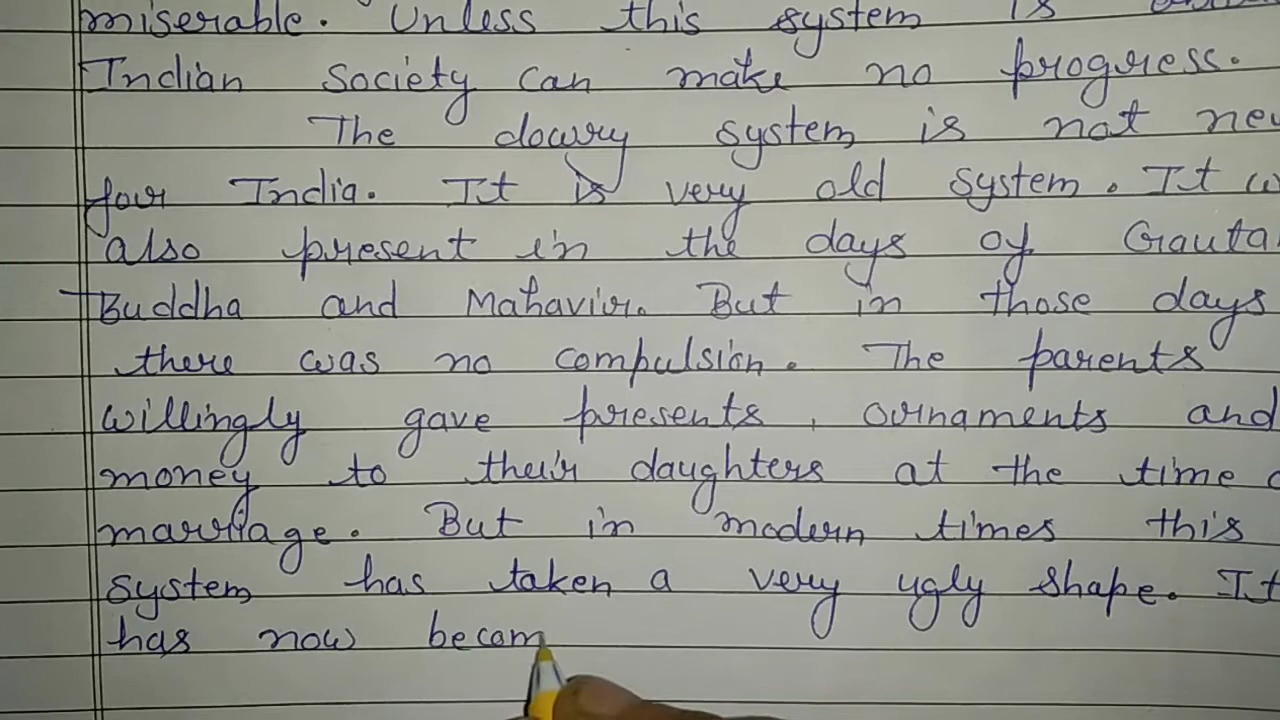 miserable. Unless this system is
Indian Society can make no progress.
The dowry system is not new
four India. It is very old system. It
also present in the days of Gauta
Buddha and Mahavir. But in those days
there was no compulsion. The parents
willingly gave presents, ornaments and
money to their daughters at the time
marriage. But in modern times this
system has taken a very ugly shape. It
has now becom